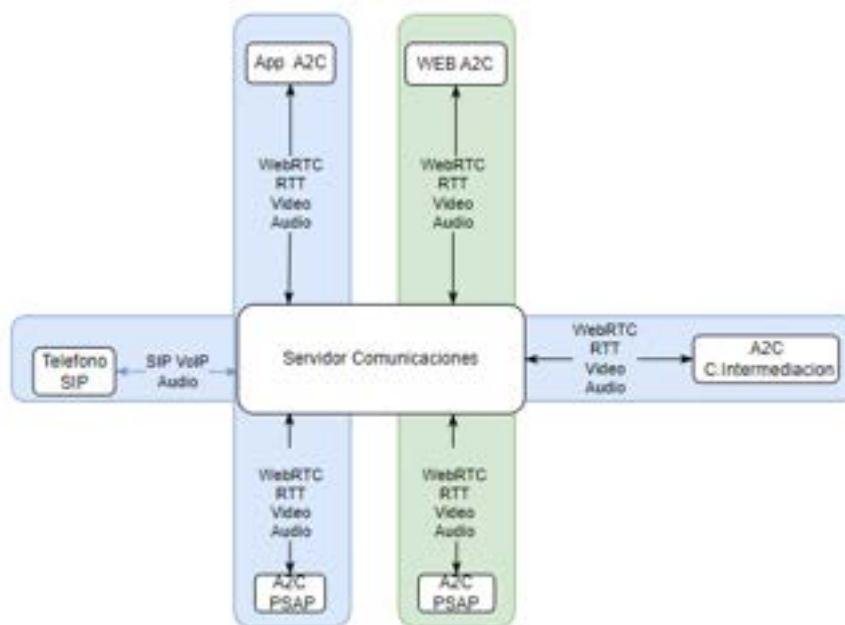 App A2C
WEB A2C
WebRTC
RTT
Video
Audio
WebRTC
RTT
Video
Audio
Telefono
SIP
SIP VoIP
Audio
Servidor Comunicaciones
WebRTC
RTT
Video
Audio
A2C
C.Intermediacion
WebRTC
RTT
Video
Audio
WebRTC
RTT
Video
Audio
A2C
PSAP
A2C
PSAP